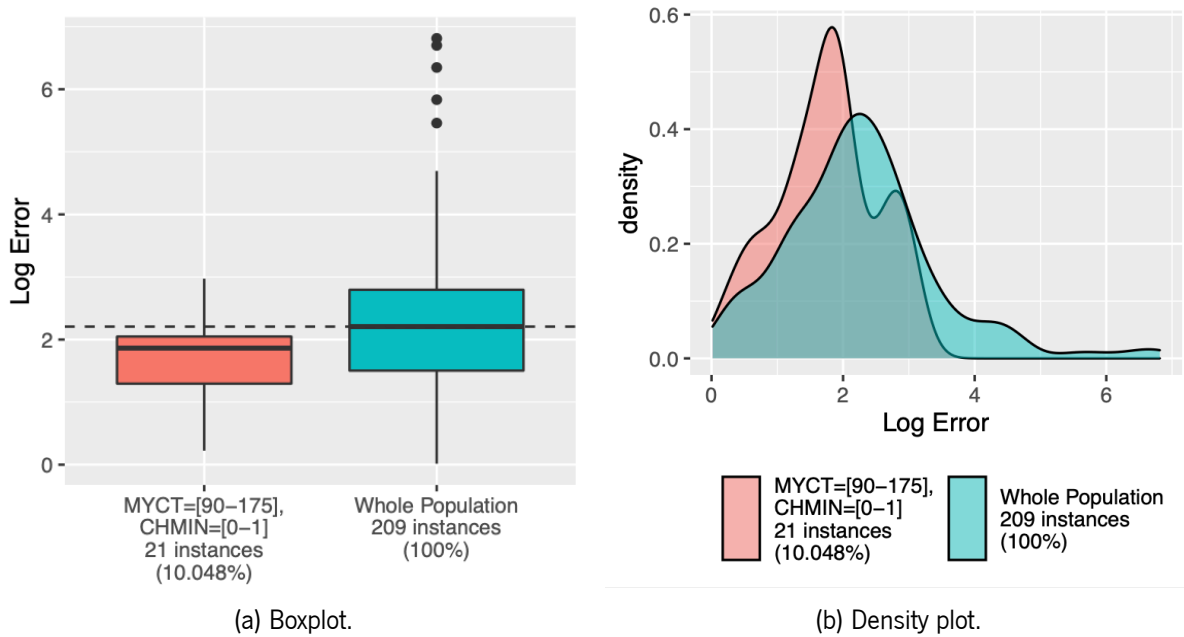 Log Error
6
4
2
0
MYCT=[90−175],
CHMIN=[0−1]
21 instances
(10.048%)
Whole Population
209 instances
(100%)
(a) Boxplot.
density
0.6
0.4
0.2
0.0
0 2 4 6
Log Error
MYCT=[90−175],
CHMIN=[0−1]
21 instances
(10.048%)
Whole Population
209 instances
(100%)
(b) Density plot.